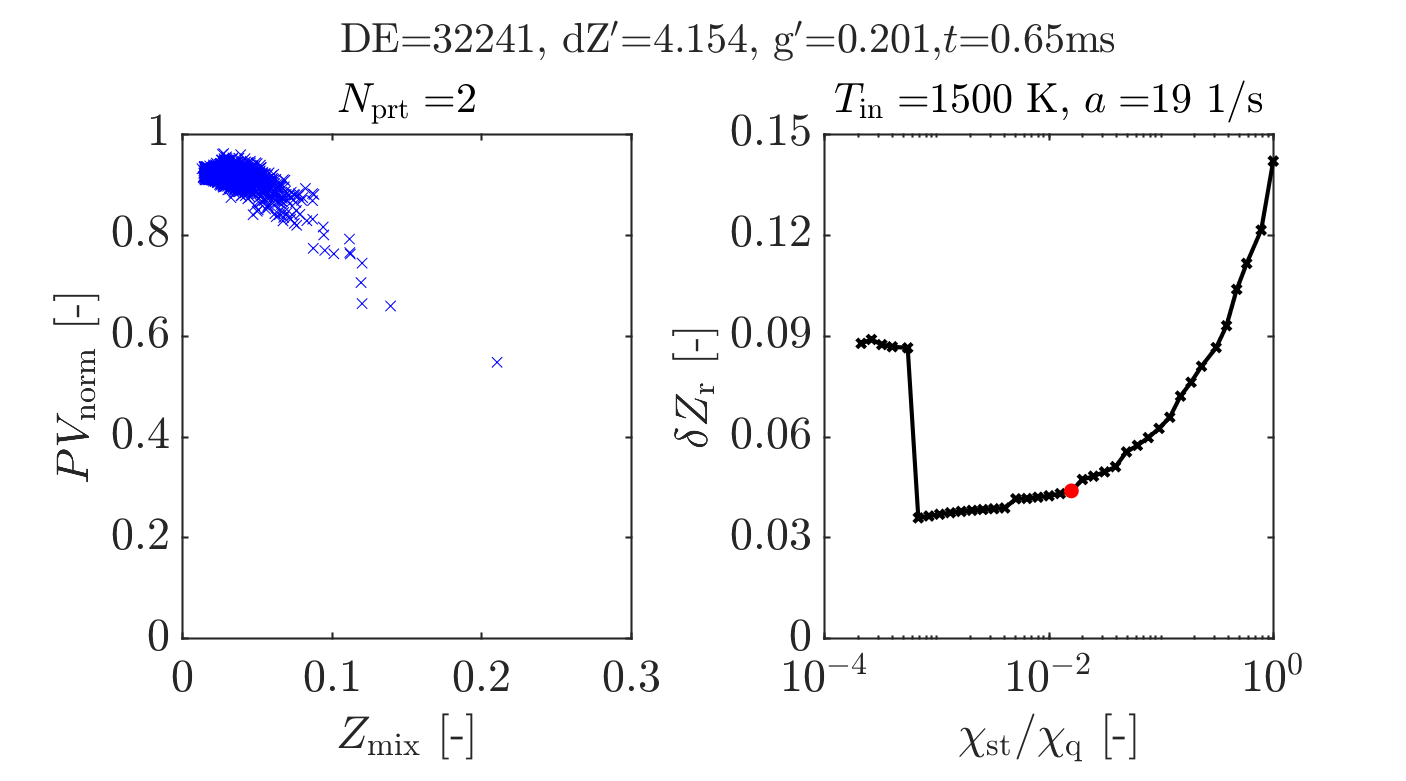 DE=32241, dZ′=4.154, g′=0.201,t=0.65ms
N_prt =2
1
0.8
0.6
0.4
0.2
0
0 0.1 0.2 0.3
PV_norm [-]
Z_mix [-]
T_in =1500 K, a =19 1/s
0.15
0.12
0.09
0.06
0.03
0
10^−4 10^−2 10^0
δZ_r [-]
χ_st/χ_q [-]